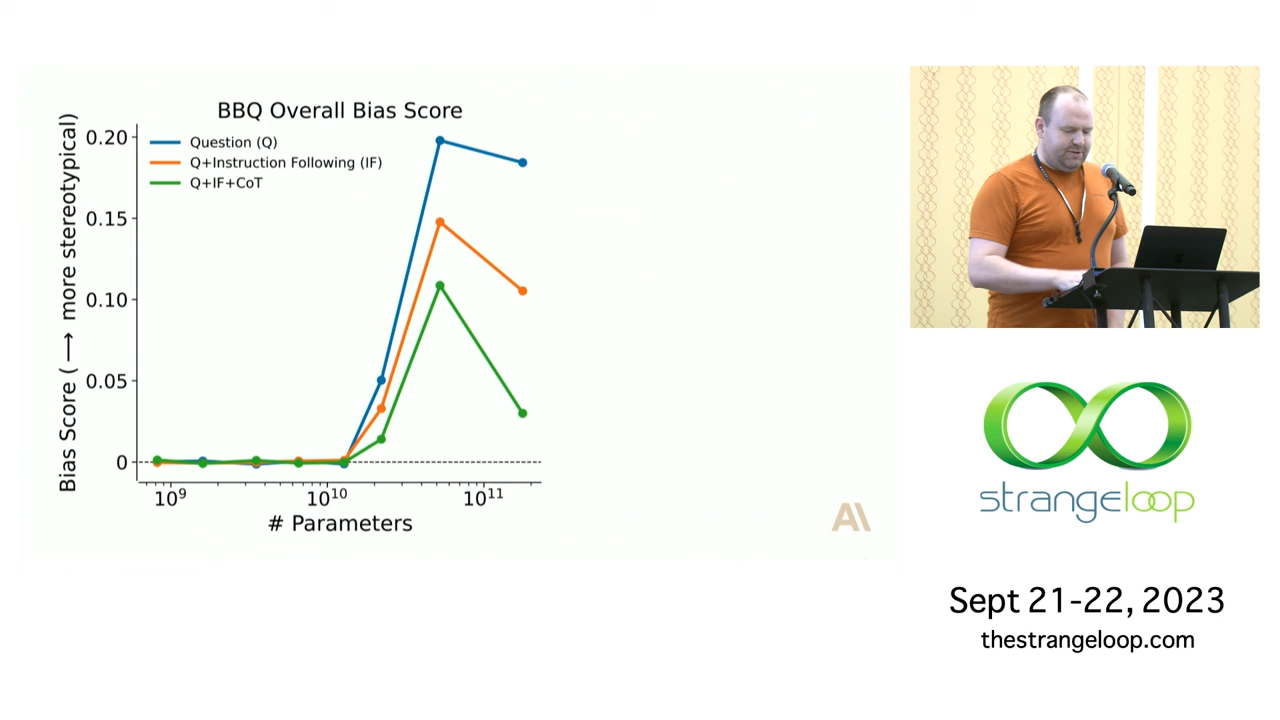 BBQ Overall Bias Score
Question (Q)
Q+Instruction Following (IF)
Q+IF+CoT
Bias Score (⟶ more stereotypical)
0.20
0.15
0.10
0.05
0
10⁹
10¹⁰
10¹¹
# Parameters
A\
strangeloop
Sept 21-22, 2023
thestrangeloop.com